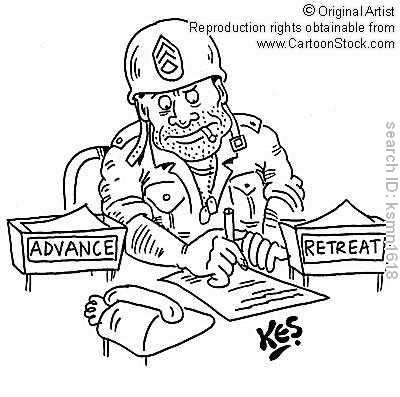 © Original Artist
Reproduction rights obtainable from
www.CartoonStock.com
search ID: ksmn1618
ADVANCE
RETREAT
KES